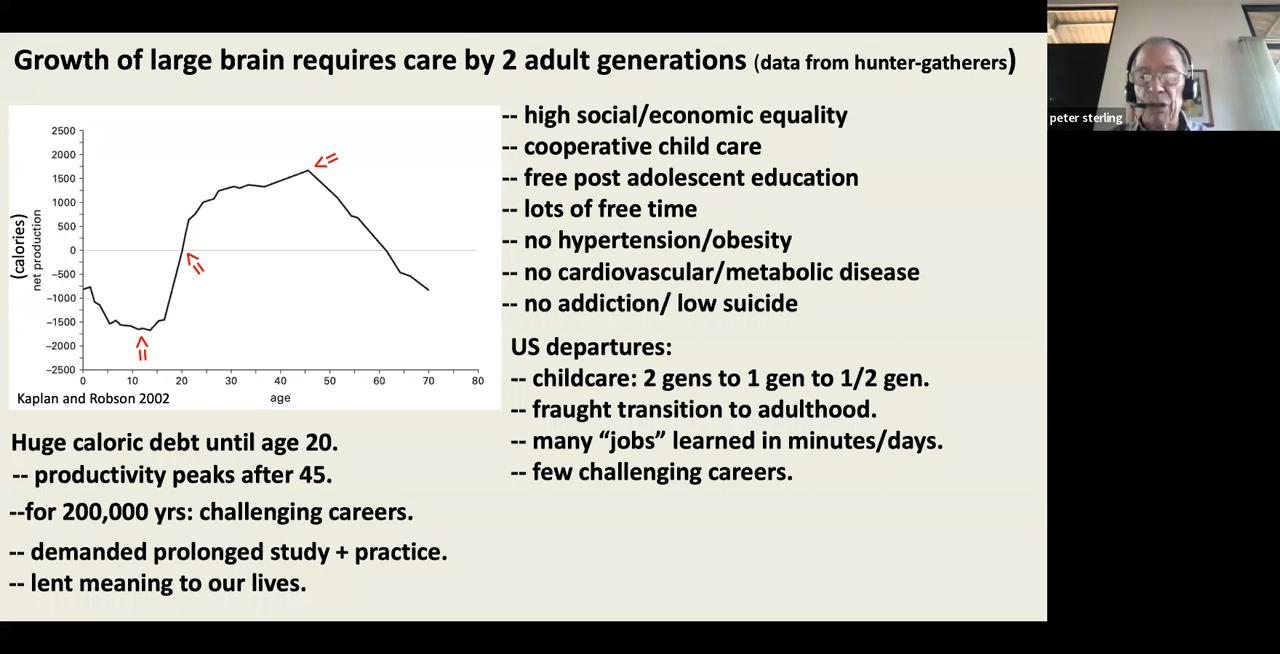 Growth of large brain requires care by 2 adult generations (data from hunter-gatherers)
peter sterling
2500
2000
1500
1000
500
0
-500
-1000
-1500
-2000
-2500
(calories)
net production
0 10 20 30 40 50 60 70 80
age
Kaplan and Robson 2002
Huge caloric debt until age 20.
-- productivity peaks after 45.
--for 200,000 yrs: challenging careers.
-- demanded prolonged study + practice.
-- lent meaning to our lives.
-- high social/economic equality
-- cooperative child care
-- free post adolescent education
-- lots of free time
-- no hypertension/obesity
-- no cardiovascular/metabolic disease
-- no addiction/ low suicide
US departures:
-- childcare: 2 gens to 1 gen to 1/2 gen.
-- fraught transition to adulthood.
-- many “jobs” learned in minutes/days.
-- few challenging careers.